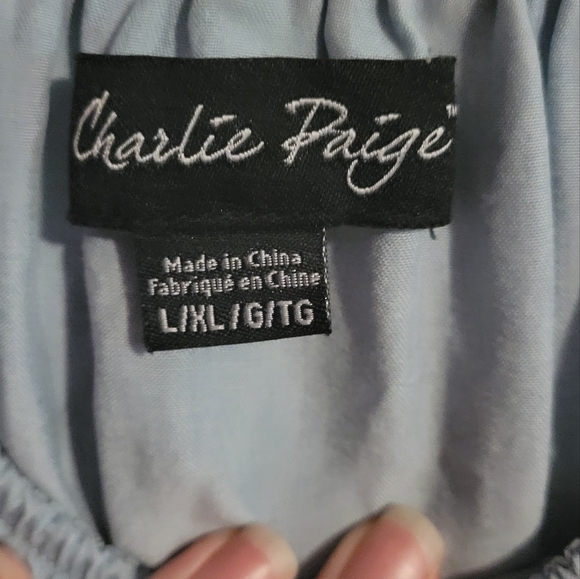 Charlie Paige™
Made in China
Fabriqué en Chine
L/XL/G/TG